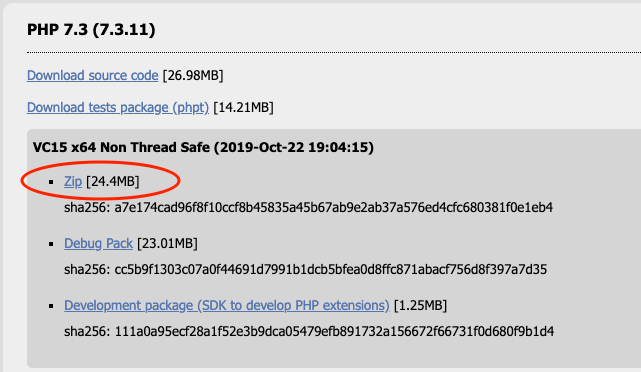 PHP 7.3 (7.3.11)
Download source code [26.98MB]
Download tests package (phpt) [14.21MB]
VC15 x64 Non Thread Safe (2019-Oct-22 19:04:15)
Zip [24.4MB]
sha256: a7e174cad96f8f10ccf8b45835a45b67ab9e2ab37a576ed4cfc680381f0e1eb4
Debug Pack [23.01MB]
sha256: cc5b9f1303c07a0f44691d7991b1dcb5bfea0d8ffc871abacf756d8f397a7d35
Development package (SDK to develop PHP extensions) [1.25MB]
sha256: 111a0a95ecf28a1f52e3b9dca05479efb891732a156672f66731f0d680f9b1d4